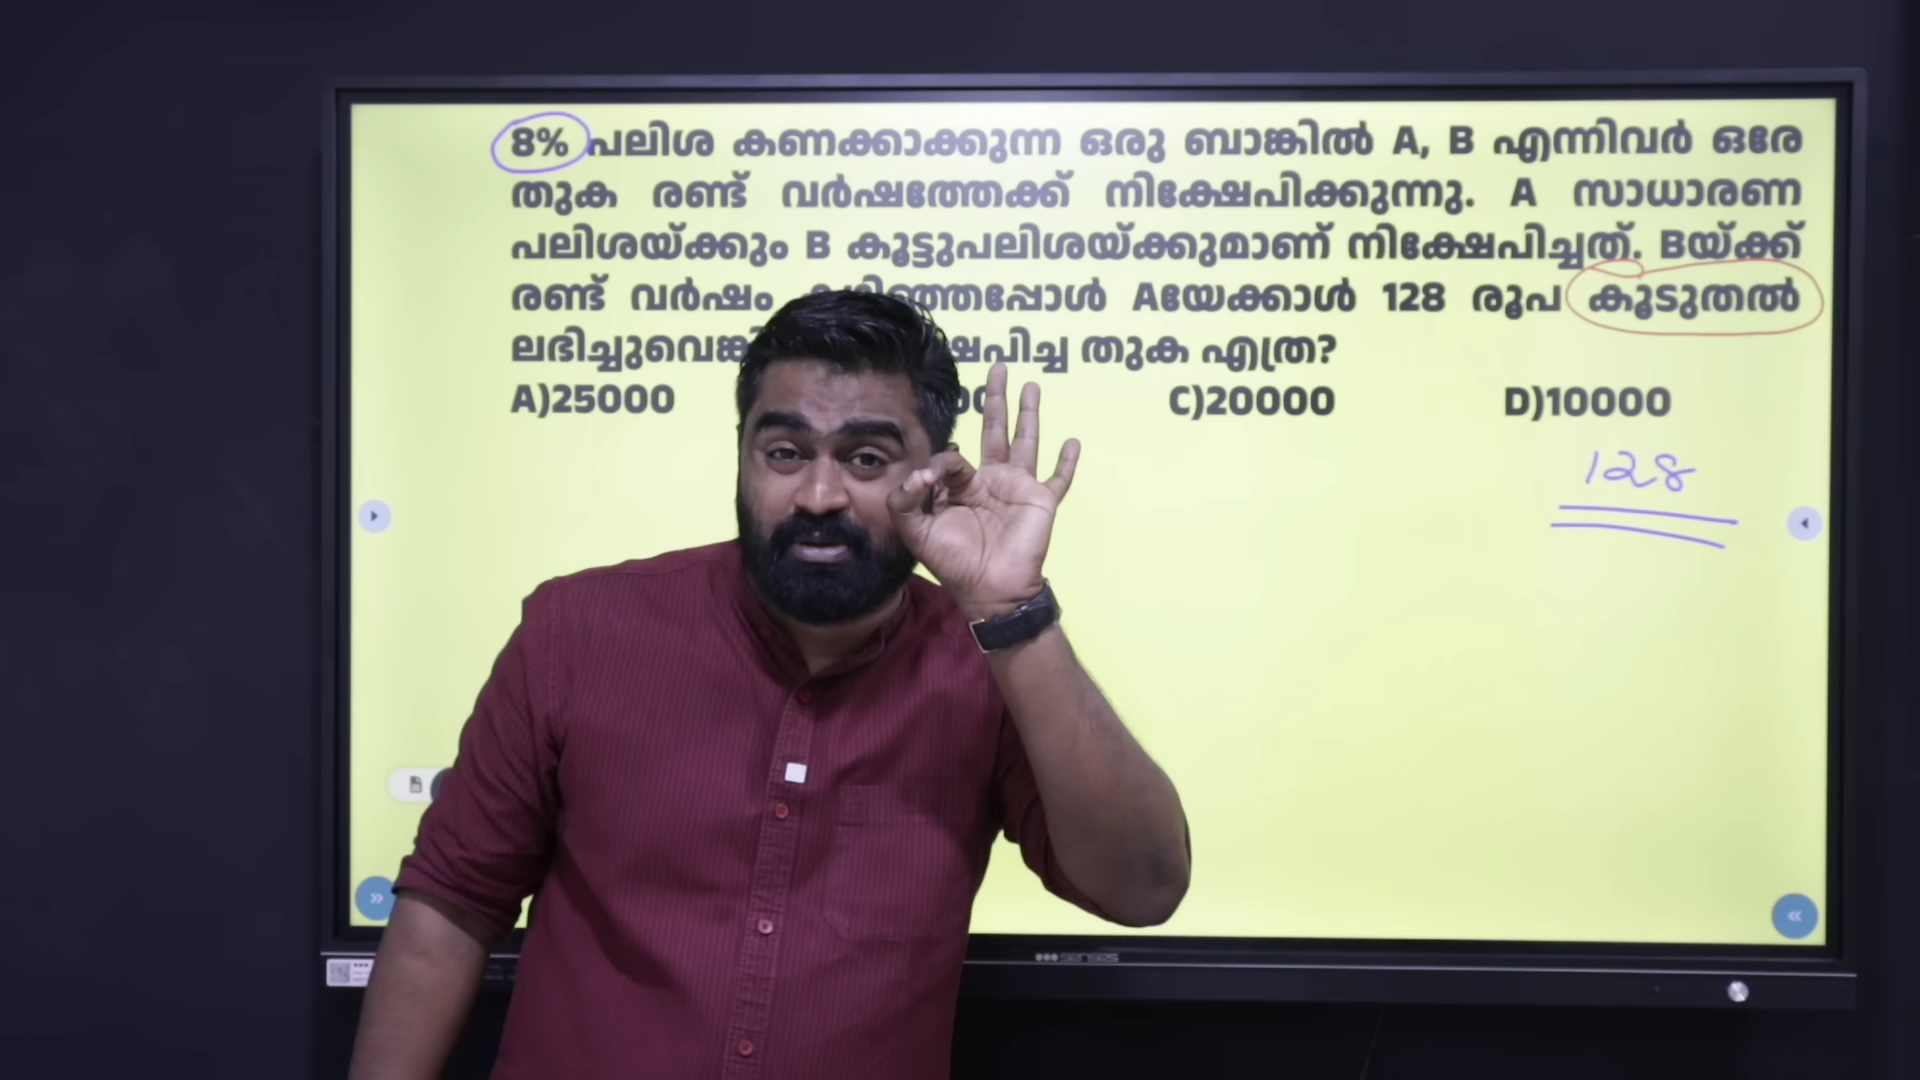 8% പലിശ കണക്കാക്കുന്ന ഒരു ബാങ്കിൽ A, B എന്നിവർ ഒരേ
തുക രണ്ട് വർഷത്തേക്ക് നിക്ഷേപിക്കുന്നു. A സാധാരണ
പലിശയ്ക്കും B കൂട്ടുപലിശയ്ക്കുമാണ് നിക്ഷേപിച്ചത്. Bയ്ക്ക്
രണ്ട് വർഷം Aയേക്കാൾ 128 രൂപ കൂടുതൽ
തുക എത്ര?
A)25000 C)20000 D)10000
128